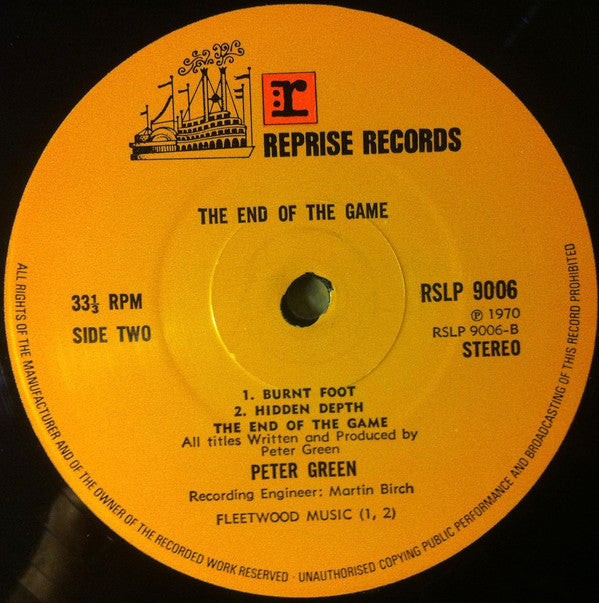 r
REPRISE RECORDS
THE END OF THE GAME
33⅓ RPM
SIDE TWO
RSLP 9006
℗ 1970
RSLP 9006-B
STEREO
1. BURNT FOOT
2. HIDDEN DEPTH
THE END OF THE GAME
All titles Written and Produced by
Peter Green
PETER GREEN
Recording Engineer: Martin Birch
FLEETWOOD MUSIC (1, 2)
ALL RIGHTS OF THE MANUFACTURER AND OF THE OWNER OF THE RECORDED WORK RESERVED · UNAUTHORISED COPYING PUBLIC PERFORMANCE AND BROADCASTING OF THIS RECORD PROHIBITED